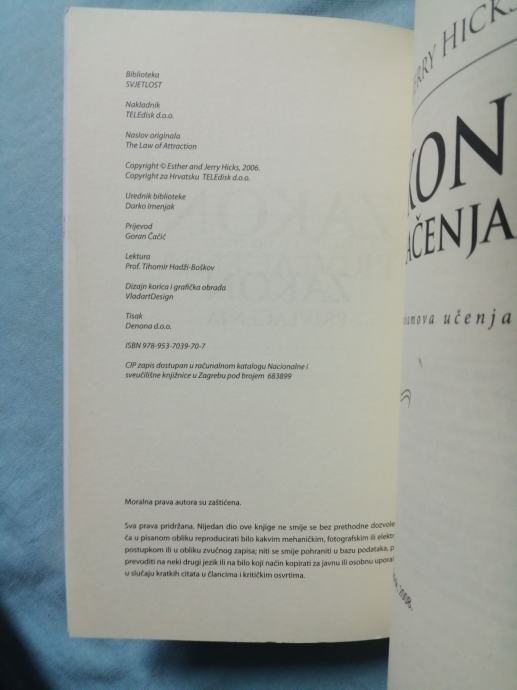 Biblioteka
SVJETLOST
Nakladnik
TELEdisk d.o.o.
Naslov originala
The Law of Attraction
Copyright © Esther and Jerry Hicks, 2006.
Copyright za Hrvatsku TELEdisk d.o.o.
Urednik biblioteke
Darko Imenjak
Prijevod
Goran Čačić
Lektura
Prof. Tihomir Hadži-Boškov
Dizajn korica i grafička obrada
VladartDesign
Tisak
Denona d.o.o.
ISBN 978-953-7039-70-7
CIP zapis dostupan u računalnom katalogu Nacionalne i
sveučilišne knjižnice u Zagrebu pod brojem 683899
Moralna prava autora su zaštićena.
Sva prava pridržana. Nijedan dio ove knjige ne smije se bez prethodne dozvole
ča u pisanom obliku reproducirati bilo kakvim mehaničkim, fotografskim ili elektr
postupkom ili u obliku zvučnog zapisa; niti se smije pohraniti u bazu podataka, p
prevoditi na neki drugi jezik ili na bilo koji način kopirati za javnu ili osobnu upora
u slučaju kratkih citata u člancima i kritičkim osvrtima.
ERRY HICKS
KON
AČENJA
amova učenja
2008.